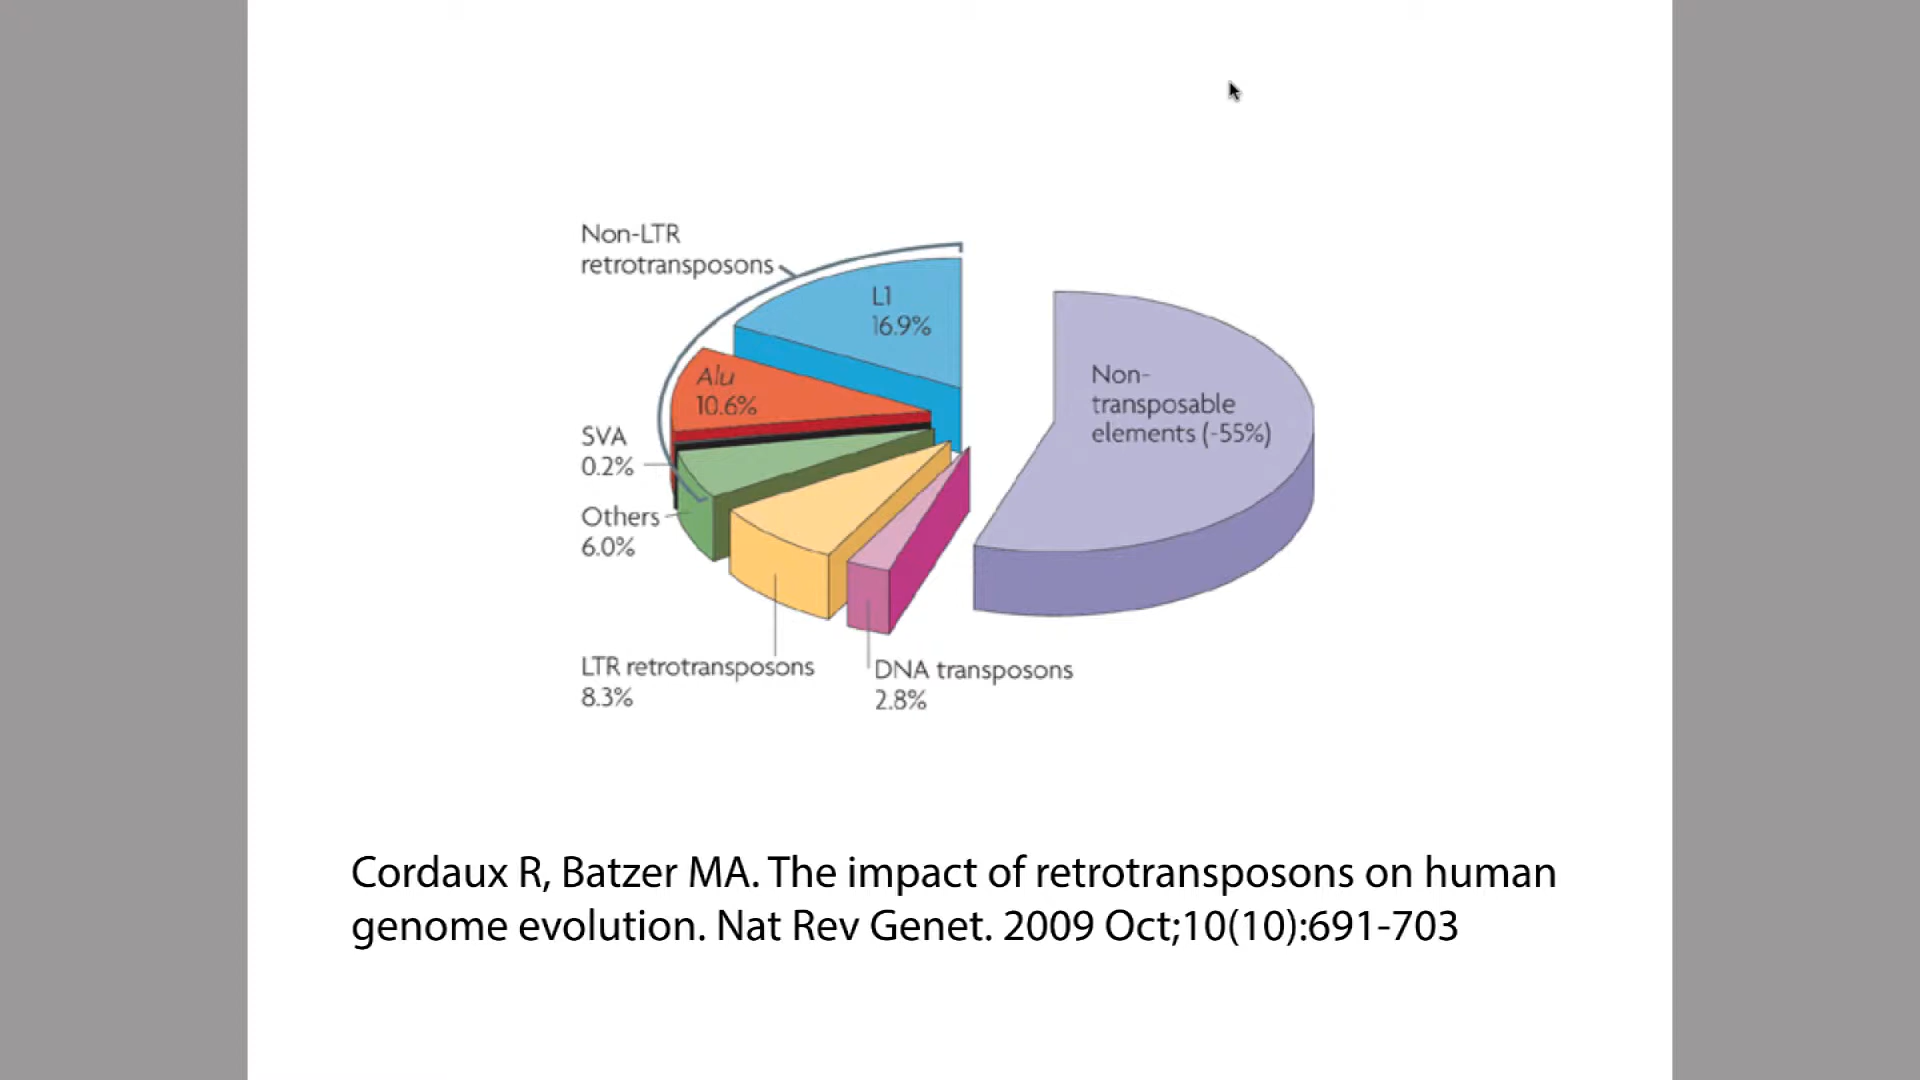 Non-LTR
retrotransposons
L1
16.9%
Alu
10.6%
SVA
0.2%
Others
6.0%
LTR retrotransposons
8.3%
DNA transposons
2.8%
Non-
transposable
elements (-55%)
Cordaux R, Batzer MA. The impact of retrotransposons on human
genome evolution. Nat Rev Genet. 2009 Oct;10(10):691-703